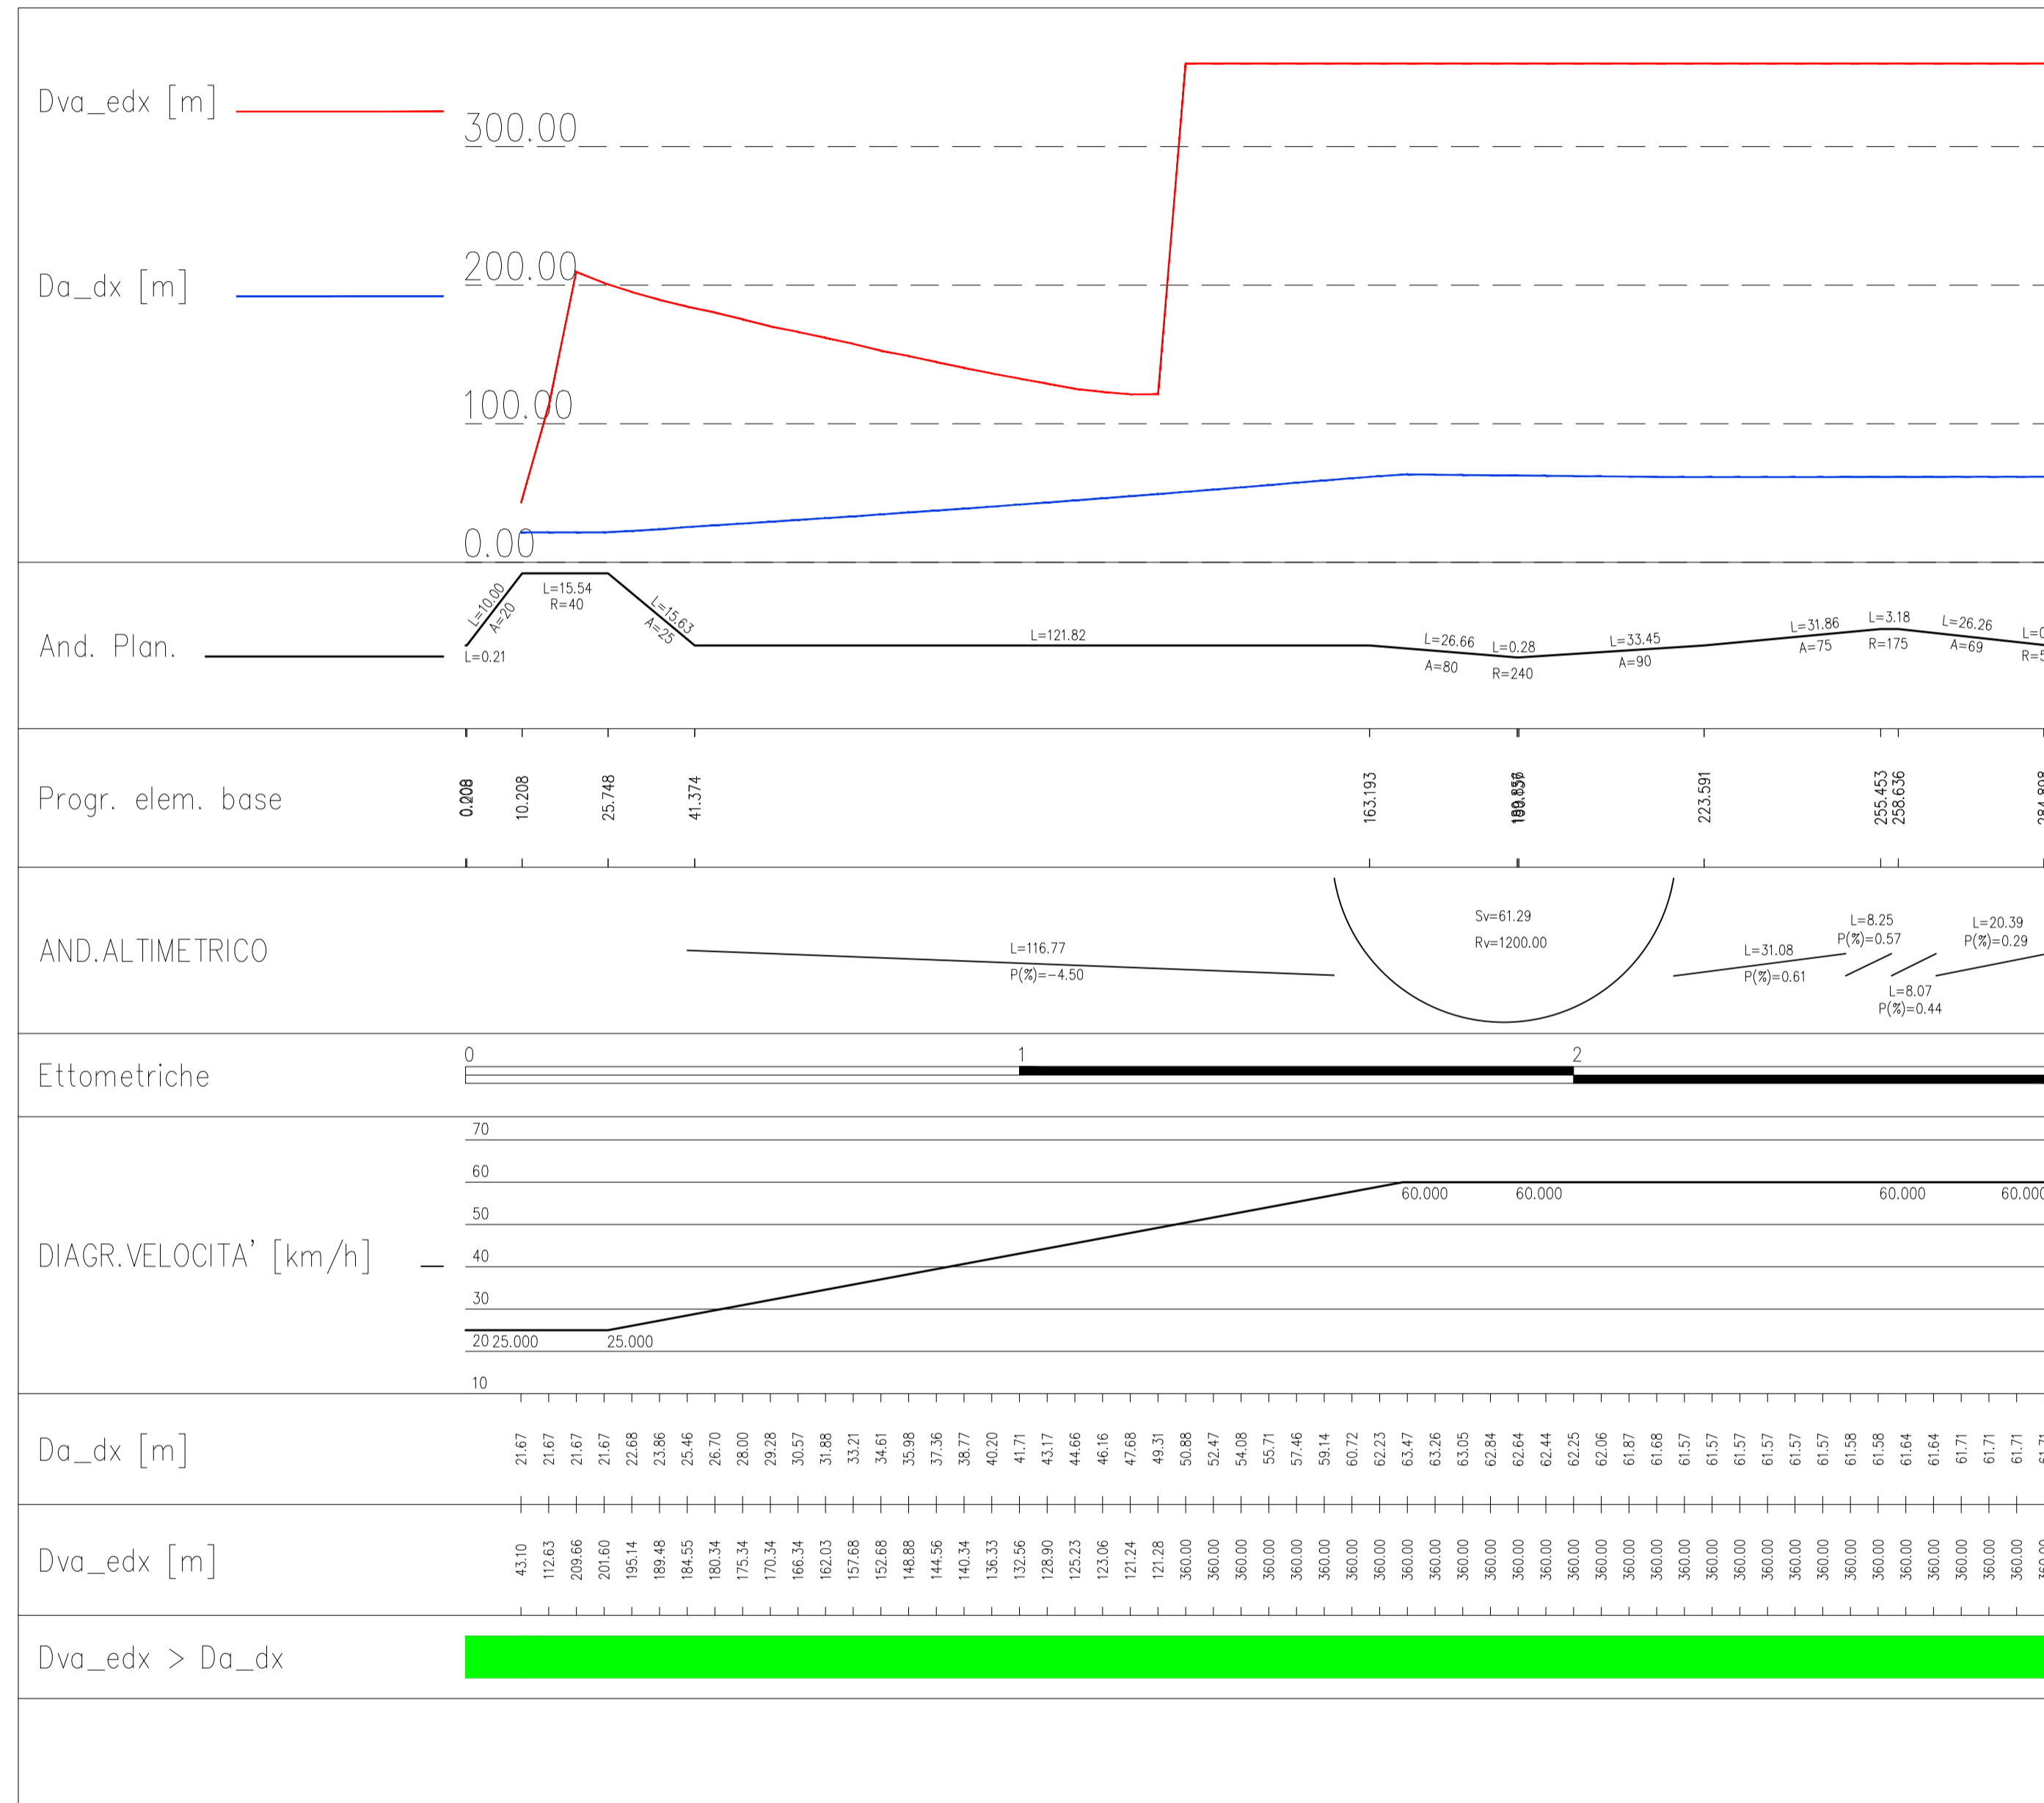 Dva_edx [m]
300.00
200.00
Da_dx [m]
100.00
0.00
And. Plan.
L=0.21
L=10.00
A=20
L=15.54
R=40
L=15.63
A=25
L=121.82
L=26.66
A=80
L=0.28
R=240
L=33.45
A=90
L=31.86
A=75
L=3.18
R=175
L=26.26
A=69
Progr. elem. base
0.208 10.208 25.748 41.374 163.193 223.591 255.453 258.636 284.898
AND.ALTIMETRICO
L=116.77
P(%)=-4.50
Sv=61.29
Rv=1200.00
L=31.08
P(%)=0.61
L=8.25
P(%)=0.57
L=8.07
P(%)=0.44
L=20.39
P(%)=0.29
Ettometriche
0 1 2
DIAGR.VELOCITA' [km/h]
70
60
50
40
30
20
10
25.000 25.000 60.000 60.000 60.000 60.000
Da_dx [m]
21.67 21.67 21.67 21.67 22.68 23.86 25.46 26.70 28.00 29.28 30.57 31.88 33.21 34.61 35.98 37.36 38.77 40.20 41.71 43.17 44.66 46.16 47.68 49.31 50.88 52.47 54.08 55.71 57.46 59.14 60.72 62.23 63.47 63.26 63.05 62.84 62.64 62.44 62.25 62.06 61.87 61.68 61.57 61.57 61.57 61.57 61.57 61.57 61.58 61.58 61.64 61.64 61.71 61.71 61.71 61.71
Dva_edx [m]
43.10 112.63 209.66 201.60 195.14 189.48 184.55 180.34 175.34 170.34 166.34 162.03 157.68 152.68 148.88 144.56 140.34 136.33 132.56 128.90 125.23 123.06 121.24 121.28 360.00 360.00 360.00 360.00 360.00 360.00 360.00 360.00 360.00 360.00 360.00 360.00 360.00 360.00 360.00 360.00 360.00 360.00 360.00 360.00 360.00 360.00 360.00 360.00 360.00 360.00 360.00 360.00 360.00 360.00 360.00 360.00
Dva_edx > Da_dx